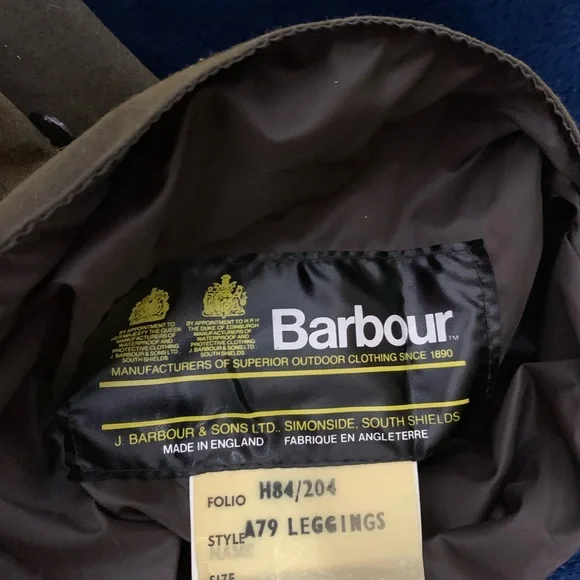 BY APPOINTMENT TO
HER MAJESTY THE QUEEN
MANUFACTURERS OF
WATERPROOF AND
PROTECTIVE CLOTHING
J. BARBOUR & SONS LTD.
SOUTH SHIELDS
BY APPOINTMENT TO H.R.H
THE DUKE OF EDINBURGH
MANUFACTURERS OF
WATERPROOF AND
PROTECTIVE CLOTHING
J. BARBOUR & SONS LTD.
SOUTH SHIELDS
Barbour™
MANUFACTURERS OF SUPERIOR OUTDOOR CLOTHING SINCE 1890
J. BARBOUR & SONS LTD., SIMONSIDE, SOUTH SHIELDS
MADE IN ENGLAND FABRIQUE EN ANGLETERRE
FOLIO H84/204
STYLE A79 LEGGINGS
NAME
SIZE